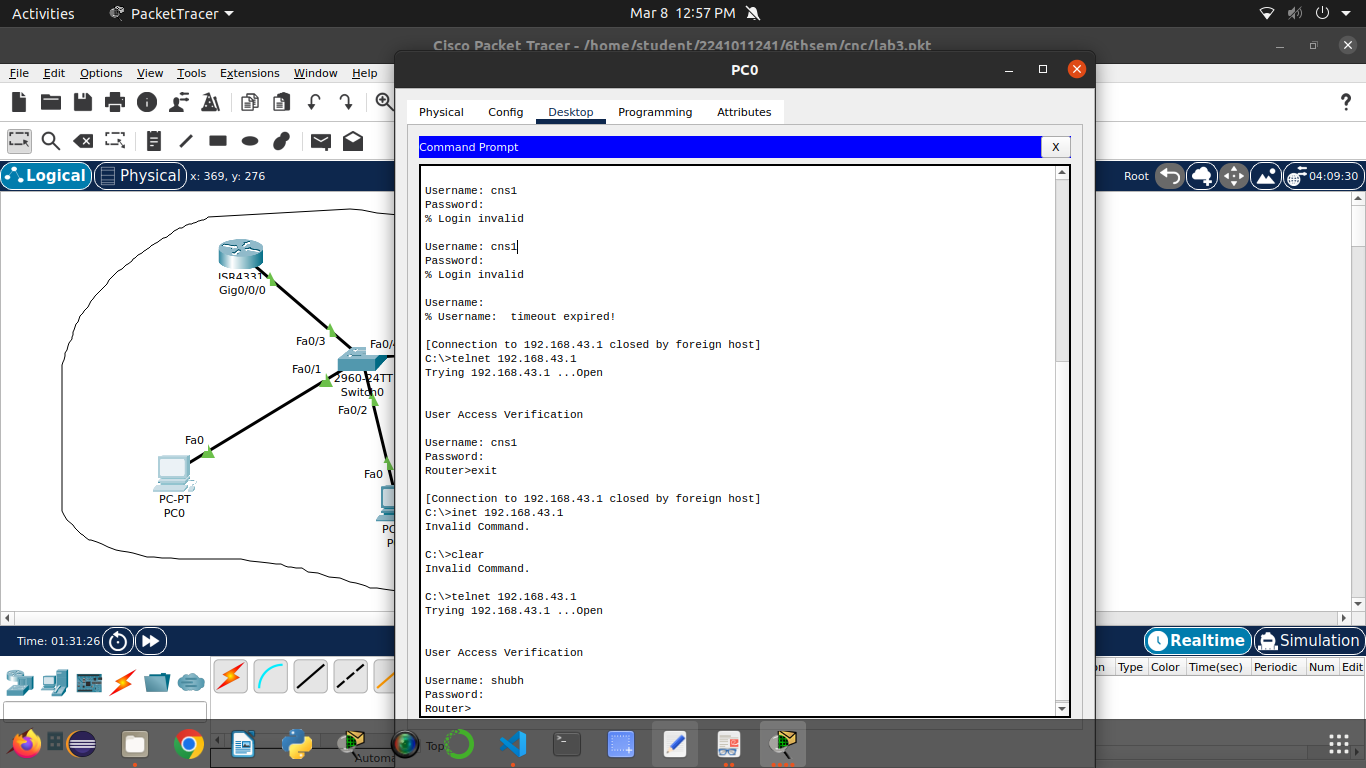 Activities
PacketTracer
Mar 8 12:57 PM
Cisco Packet Tracer - /home/student/2241011241/6thsem/cnc/lab3.pkt
PC0
File Edit Options View Tools Extensions Window Help
Physical Config Desktop Programming Attributes
Command Prompt
X
Logical
Physical
x: 369, y: 276
Root
04:09:30
Username: cns1
Password:
% Login invalid
Username: cns1
Password:
% Login invalid
Username:
% Username:  timeout expired!
[Connection to 192.168.43.1 closed by foreign host]
C:\>telnet 192.168.43.1
Trying 192.168.43.1 ...Open
User Access Verification
Username: cns1
Password:
Router>exit
[Connection to 192.168.43.1 closed by foreign host]
C:\>inet 192.168.43.1
Invalid Command.
C:\>clear
Invalid Command.
C:\>telnet 192.168.43.1
Trying 192.168.43.1 ...Open
User Access Verification
Username: shubh
Password:
Router>
ISR4331
Gig0/0/0
Fa0/3
Fa0/4
Fa0/1
2960-24TT
Switch0
Fa0/2
Fa0
PC-PT
PC0
Fa0
PC
P
Time: 01:31:26
Realtime
Simulation
on Type Color Time(sec) Periodic Num Edit
Automa
Top